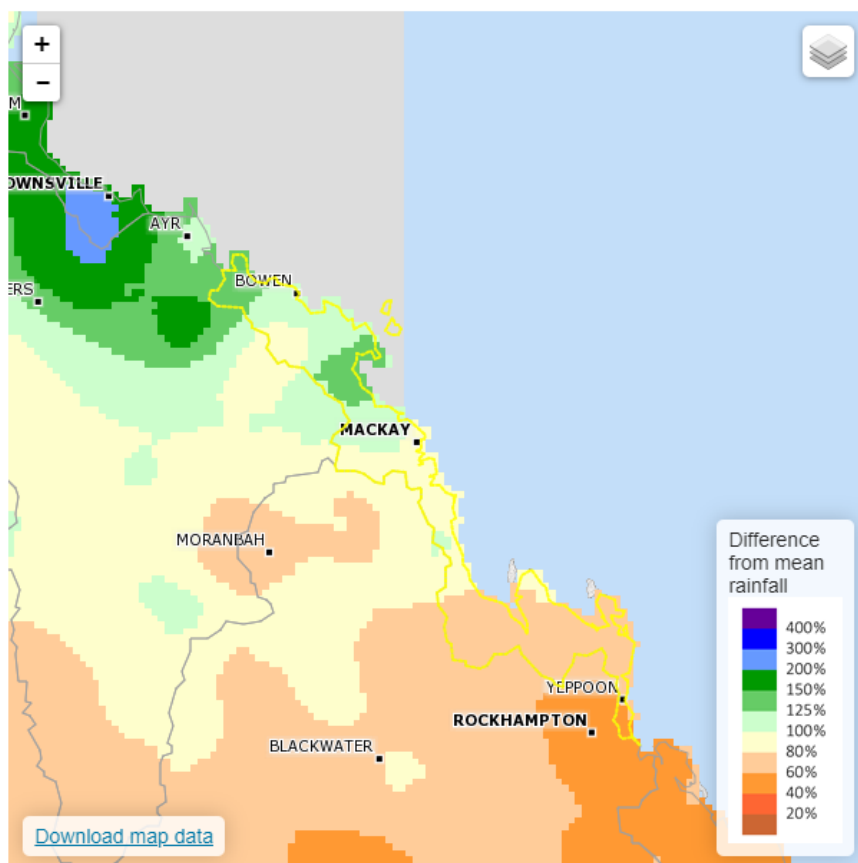 +
−
M
OWNSVILLE
AYR
BOWEN
ERS
MACKAY
MORANBAH
YEPPOON
ROCKHAMPTON
BLACKWATER
Difference
from mean
rainfall
400%
300%
200%
150%
125%
100%
80%
60%
40%
20%
Download map data